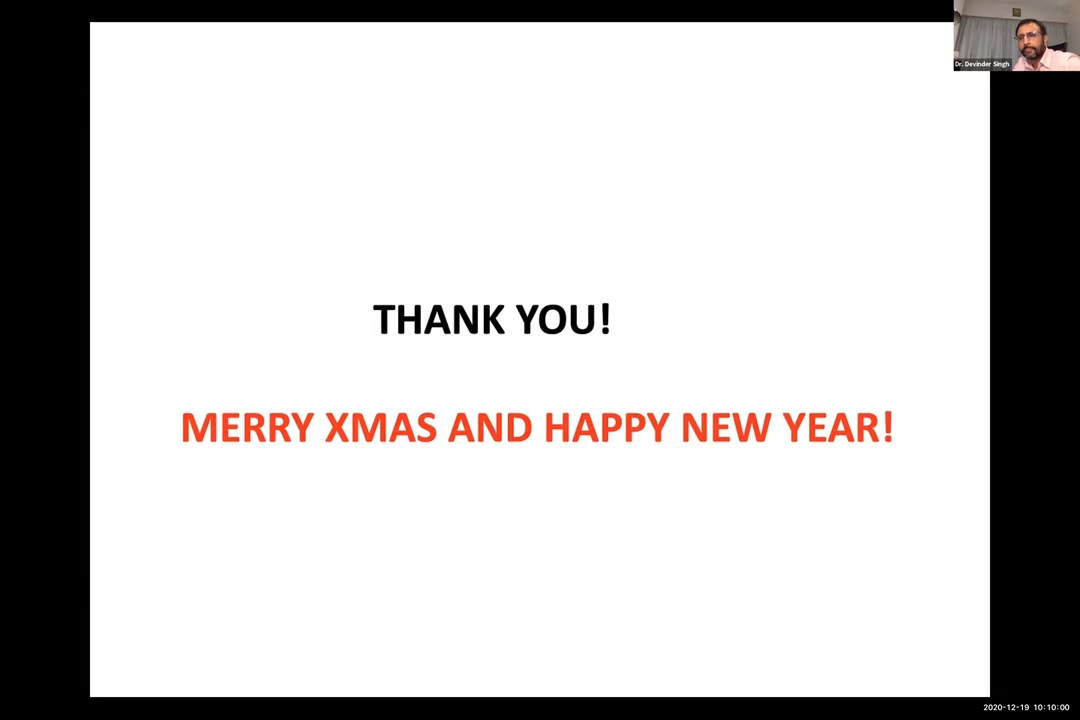 Dr. Devinder Singh
THANK YOU!
MERRY XMAS AND HAPPY NEW YEAR!
2020-12-19 10:10:00